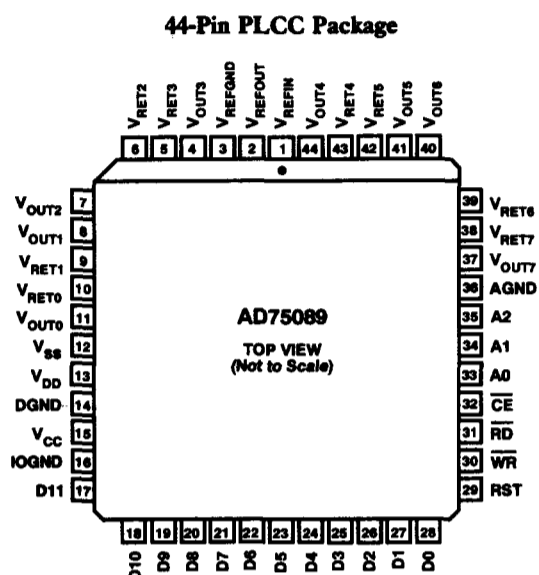 44-Pin PLCC Package
VRET2 VRET3 VOUT3 VREFGND VREFOUT VREFIN VOUT4 VRET4 VRET5 VOUT5 VOUT6
6 5 4 3 2 1 44 43 42 41 40
VOUT2 7
VOUT1 8
VRET1 9
VRET0 10
VOUT0 11
VSS 12
VDD 13
DGND 14
VCC 15
IOGND 16
D11 17
AD75089
TOP VIEW
(Not to Scale)
39 VRET6
38 VRET7
37 VOUT7
36 AGND
35 A2
34 A1
33 A0
32 C̅E̅
31 R̅D̅
30 W̅R̅
29 RST
18 19 20 21 22 23 24 25 26 27 28
D10 D9 D8 D7 D6 D5 D4 D3 D2 D1 D0